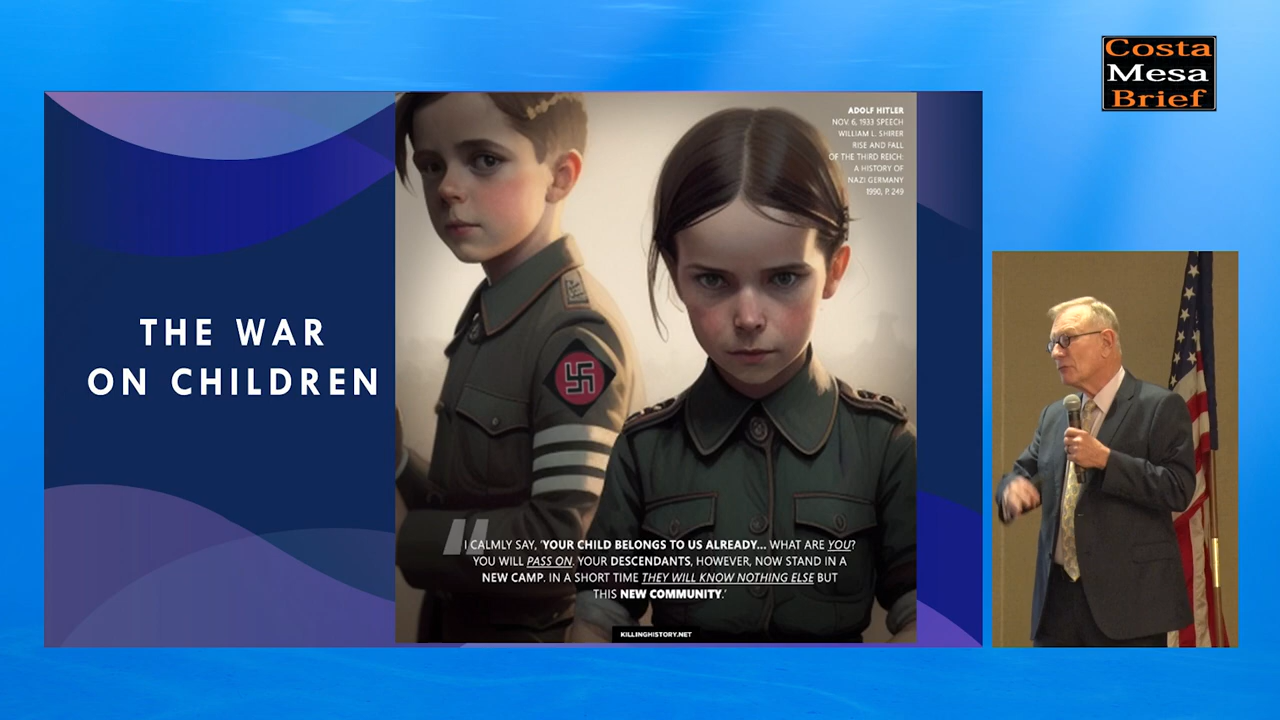 Costa
Mesa
Brief
THE WAR
ON CHILDREN
ADOLF HITLER
NOV. 6, 1933 SPEECH
WILLIAM L. SHIRER
RISE AND FALL
OF THE THIRD REICH:
A HISTORY OF
NAZI GERMANY
1990, P. 249
"I CALMLY SAY, 'YOUR CHILD BELONGS TO US ALREADY... WHAT ARE YOU?
YOU WILL PASS ON. YOUR DESCENDANTS, HOWEVER, NOW STAND IN A
NEW CAMP. IN A SHORT TIME THEY WILL KNOW NOTHING ELSE BUT
THIS NEW COMMUNITY.'
KILLINGHISTORY.NET